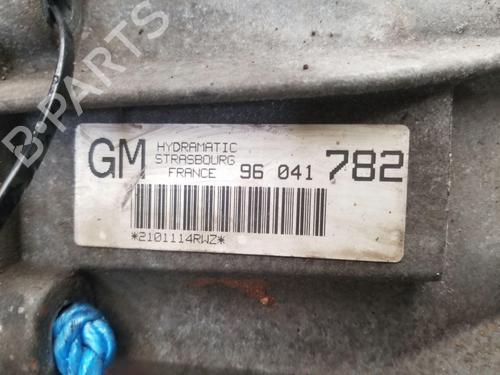 B-PARTS
GM HYDRAMATIC
STRASBOURG
FRANCE 96 041 782
*2101114RWZ*